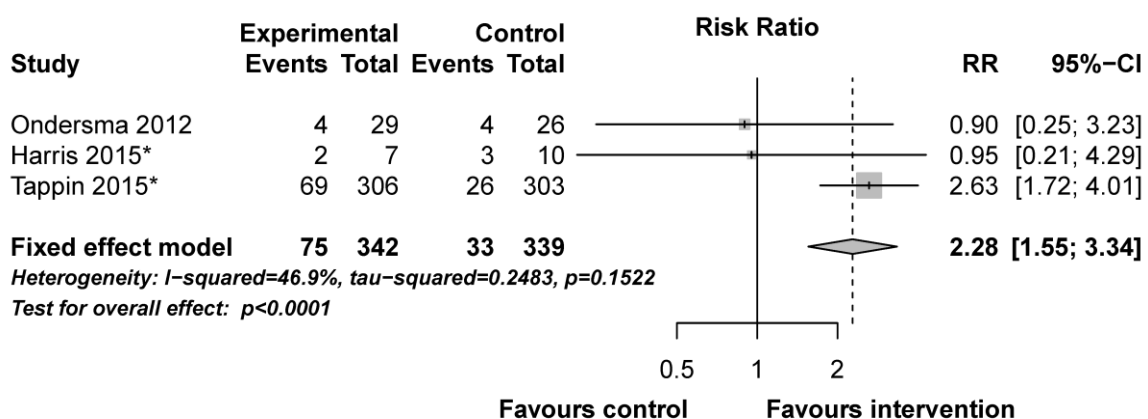 Experimental Control Risk Ratio
Study Events Total Events Total RR 95%−CI
Ondersma 2012 4 29 4 26 0.90 [0.25; 3.23]
Harris 2015* 2 7 3 10 0.95 [0.21; 4.29]
Tappin 2015* 69 306 26 303 2.63 [1.72; 4.01]
Fixed effect model 75 342 33 339 2.28 [1.55; 3.34]
Heterogeneity: I−squared=46.9%, tau−squared=0.2483, p=0.1522
Test for overall effect: p<0.0001
0.5 1 2
Favours control Favours intervention